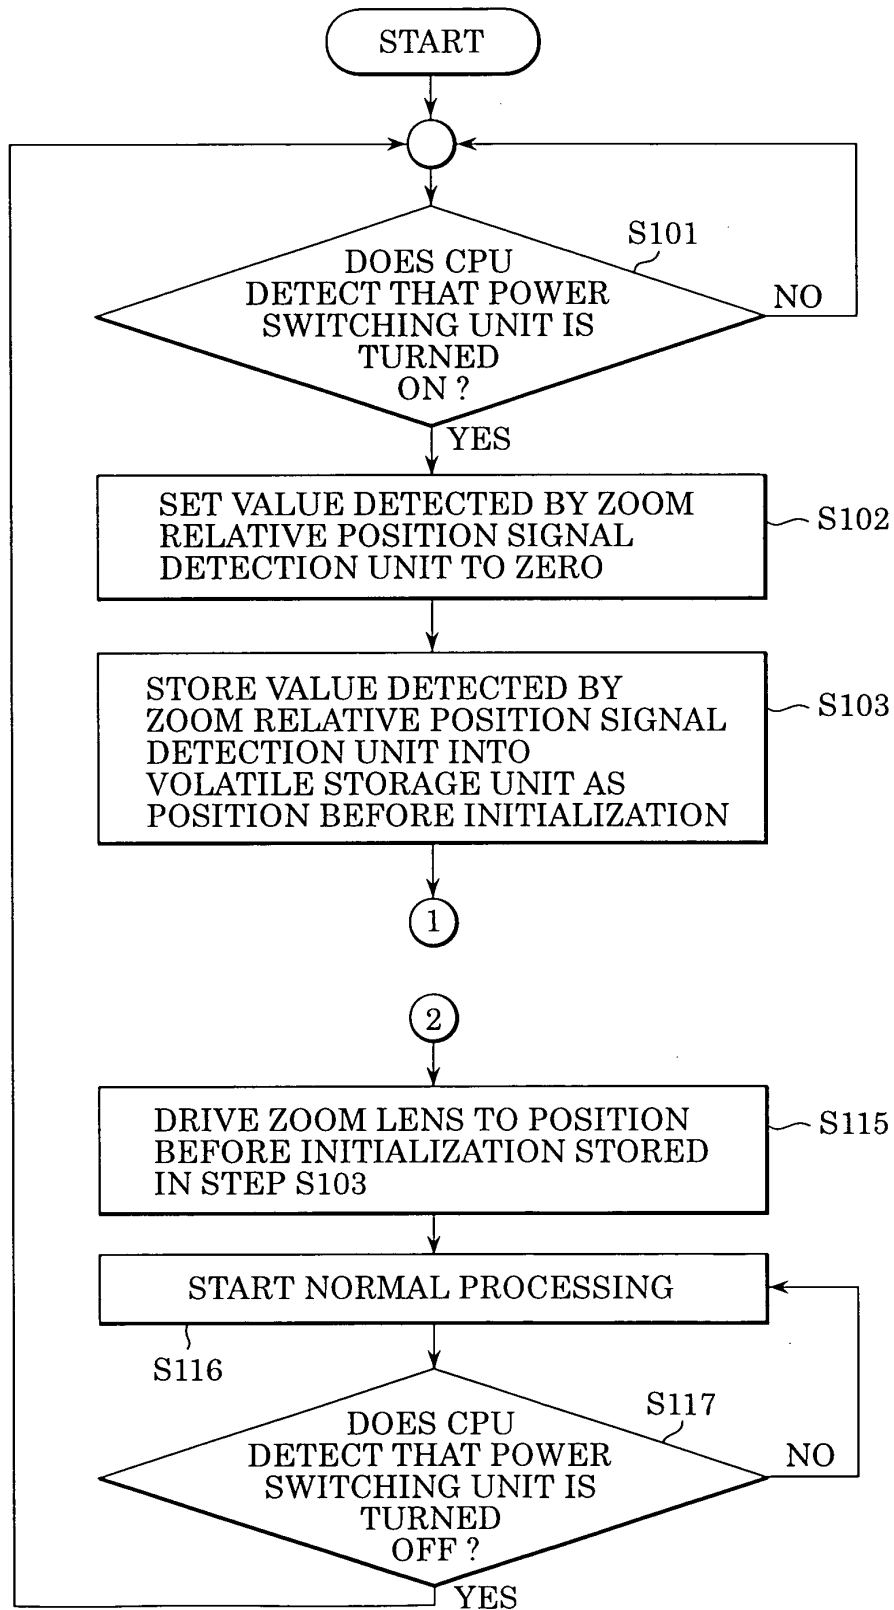 START
S101
DOES CPU
DETECT THAT POWER
SWITCHING UNIT IS
TURNED
ON ?
NO
YES
SET VALUE DETECTED BY ZOOM
RELATIVE POSITION SIGNAL
DETECTION UNIT TO ZERO
S102
STORE VALUE DETECTED BY
ZOOM RELATIVE POSITION SIGNAL
DETECTION UNIT INTO
VOLATILE STORAGE UNIT AS
POSITION BEFORE INITIALIZATION
S103
1
2
DRIVE ZOOM LENS TO POSITION
BEFORE INITIALIZATION STORED
IN STEP S103
S115
START NORMAL PROCESSING
S116
S117
DOES CPU
DETECT THAT POWER
SWITCHING UNIT IS
TURNED
OFF ?
NO
YES